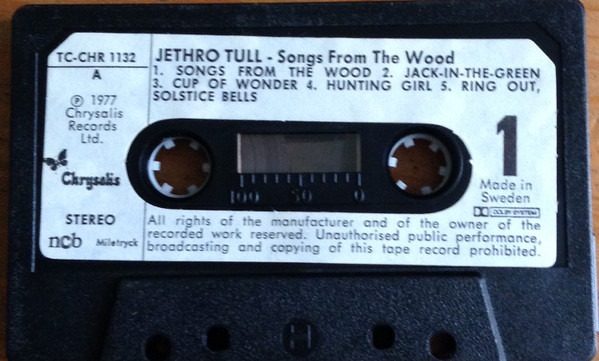 TC-CHR 1132
A
Ⓟ 1977
Chrysalis
Records
Ltd.
Chrysalis
STEREO
ncb Miletryck
JETHRO TULL - Songs From The Wood
1. SONGS FROM THE WOOD 2. JACK-IN-THE-GREEN
3. CUP OF WONDER 4. HUNTING GIRL 5. RING OUT,
SOLSTICE BELLS
100 50 0
1
Made in
Sweden
DOLBY SYSTEM
All rights of the manufacturer and of the owner of the
recorded work reserved. Unauthorised public performance,
broadcasting and copying of this tape record prohibited.
H